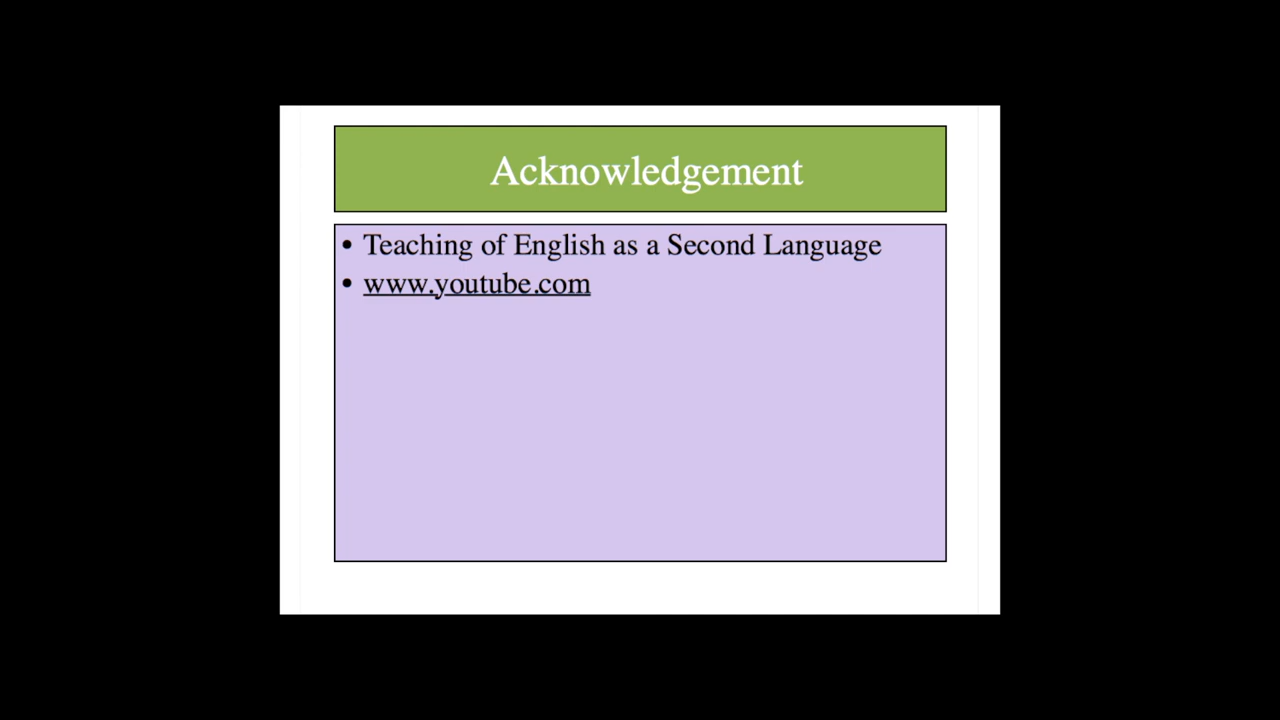 Acknowledgement
• Teaching of English as a Second Language
• www.youtube.com